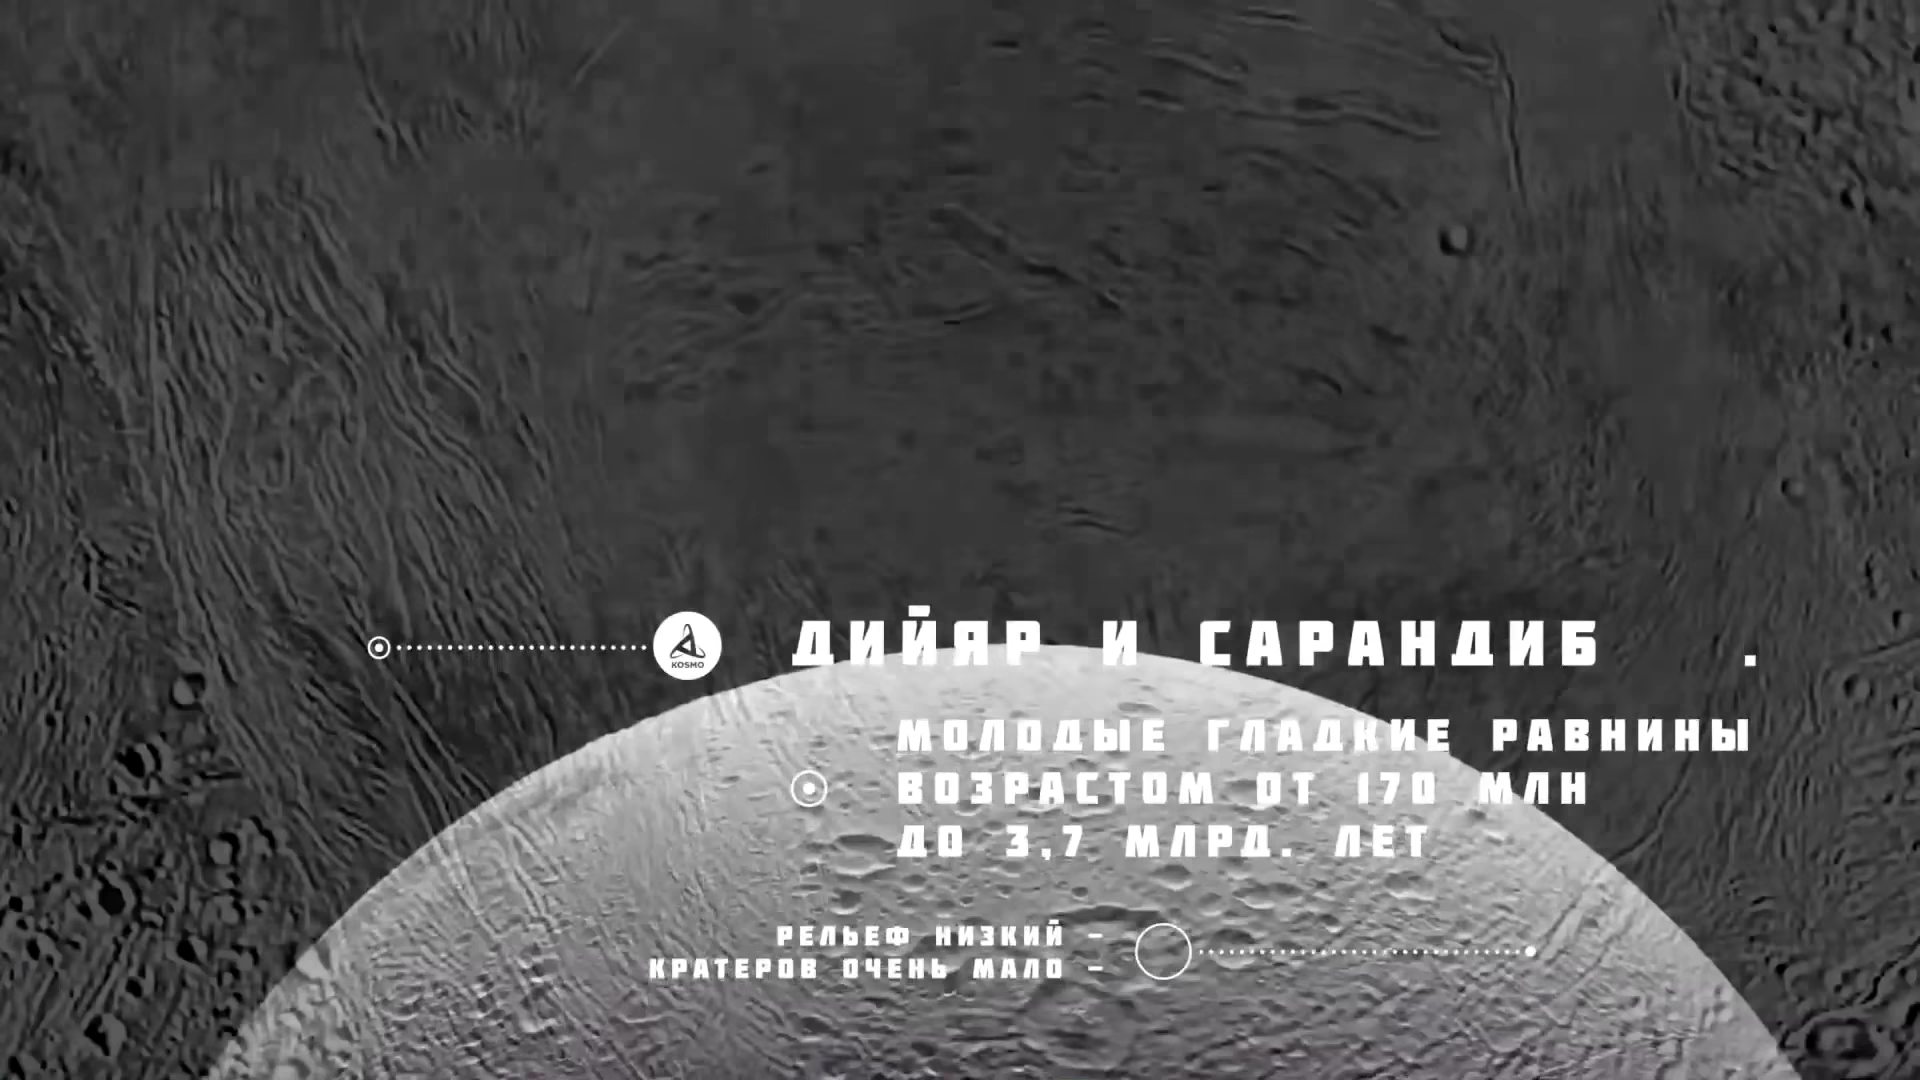 KOSMO
ДИЙЯР И САРАНДИБ .
МОЛОДЫЕ ГЛАДКИЕ РАВНИНЫ
ВОЗРАСТОМ ОТ 170 МЛН
ДО 3,7 МЛРД. ЛЕТ
РЕЛЬЕФ НИЗКИЙ –
КРАТЕРОВ ОЧЕНЬ МАЛО –